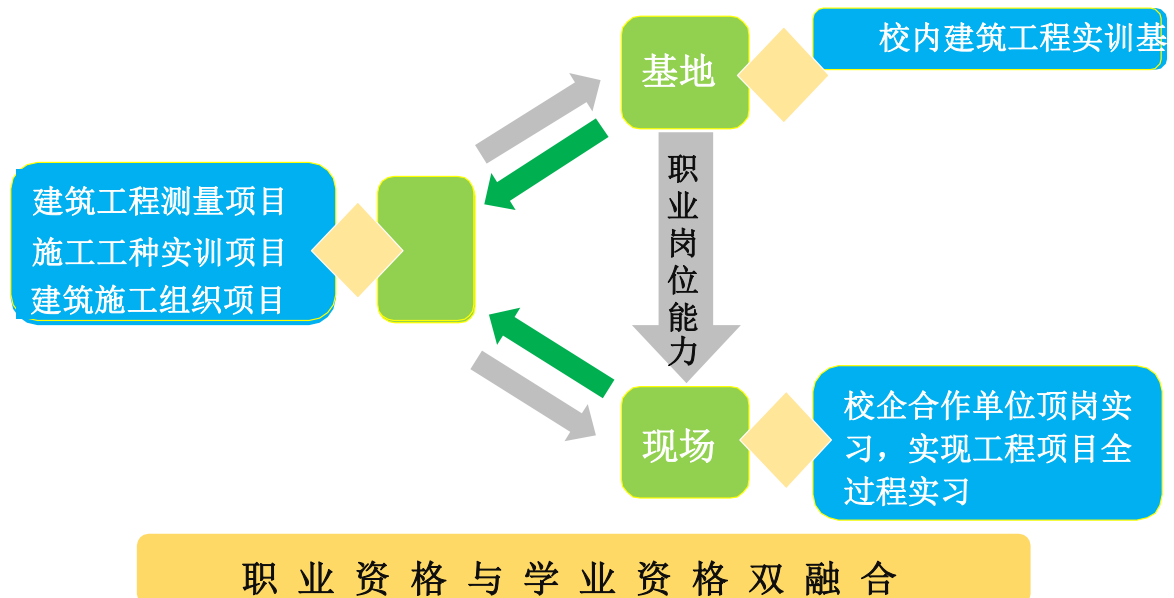 校内建筑工程实训基
基地
职业岗位能力
建筑工程测量项目
施工工种实训项目
建筑施工组织项目
现场
校企合作单位顶岗实
习，实现工程项目全
过程实习
职业资格与学业资格双融合